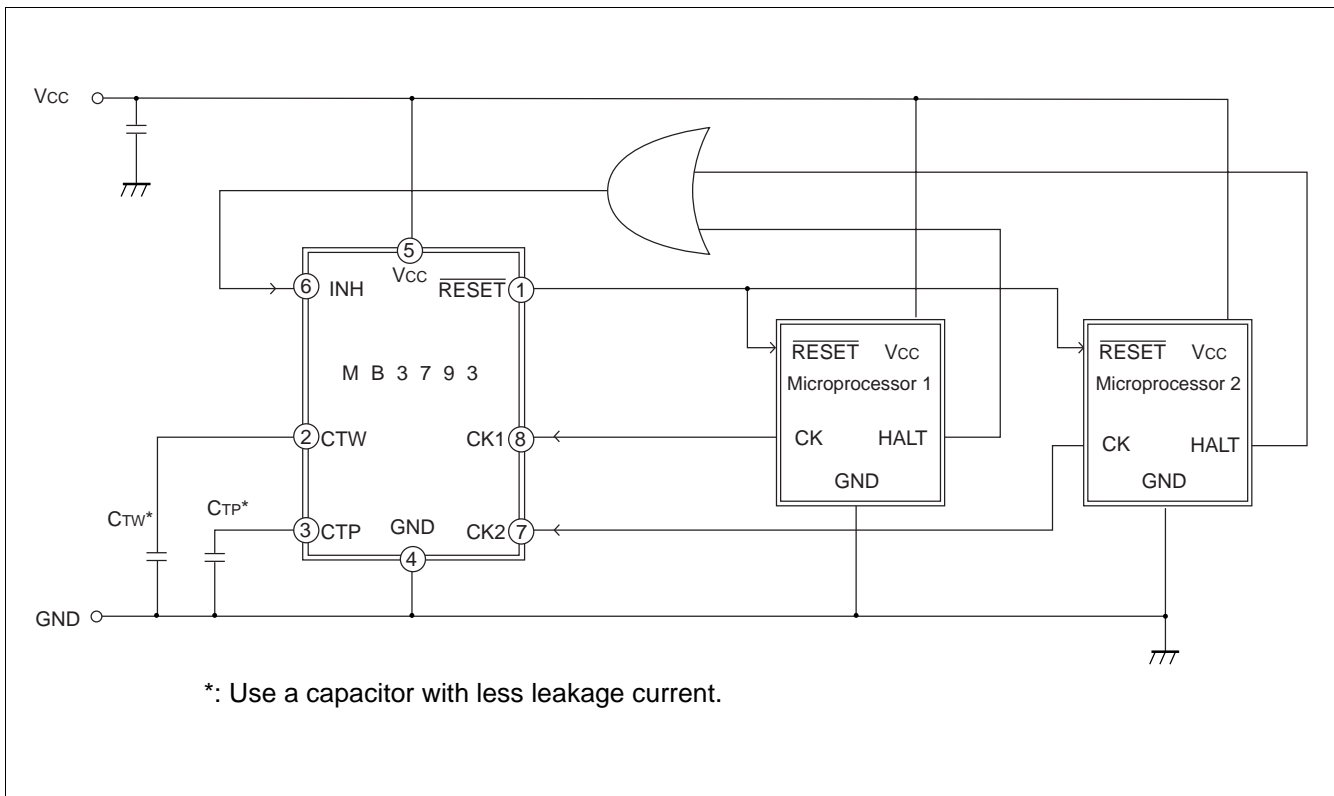 VCC
5
VCC
6 INH
RESET 1
M B 3 7 9 3
2 CTW
CK1 8
3 CTP
GND
CK2 7
4
CTW*
CTP*
RESET VCC
Microprocessor 1
CK HALT
GND
RESET VCC
Microprocessor 2
CK HALT
GND
GND
*: Use a capacitor with less leakage current.